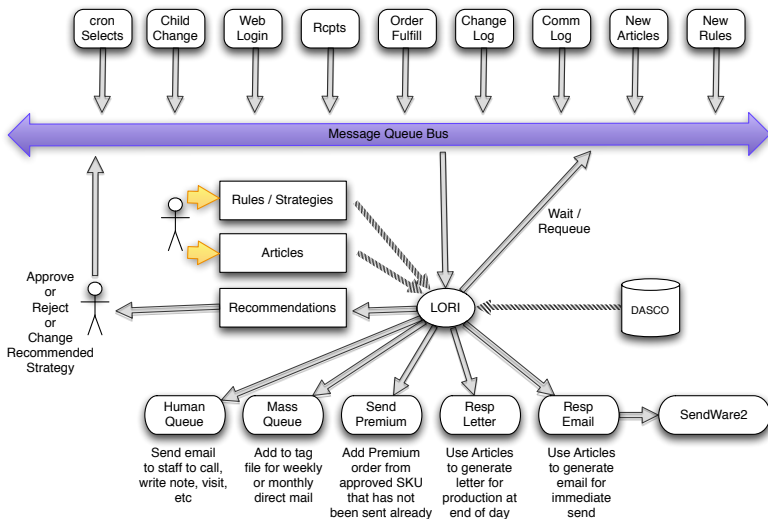 cron
Selects
Child
Change
Web
Login
Rcpts
Order
Fulfill
Change
Log
Comm
Log
New
Articles
New
Rules
Message Queue Bus
Rules / Strategies
Wait /
Requeue
Articles
Approve
or
Reject
or
Change
Recommended
Strategy
Recommendations
LORI
DASCO
Human
Queue
Mass
Queue
Send
Premium
Resp
Letter
Resp
Email
SendWare2
Send email
to staff to call,
write note, visit,
etc
Add to tag
file for weekly
or monthly
direct mail
Add Premium
order from
approved SKU
that has not
been sent already
Use Articles
to generate
letter for
production at
end of day
Use Articles
to generate
email for
immediate
send